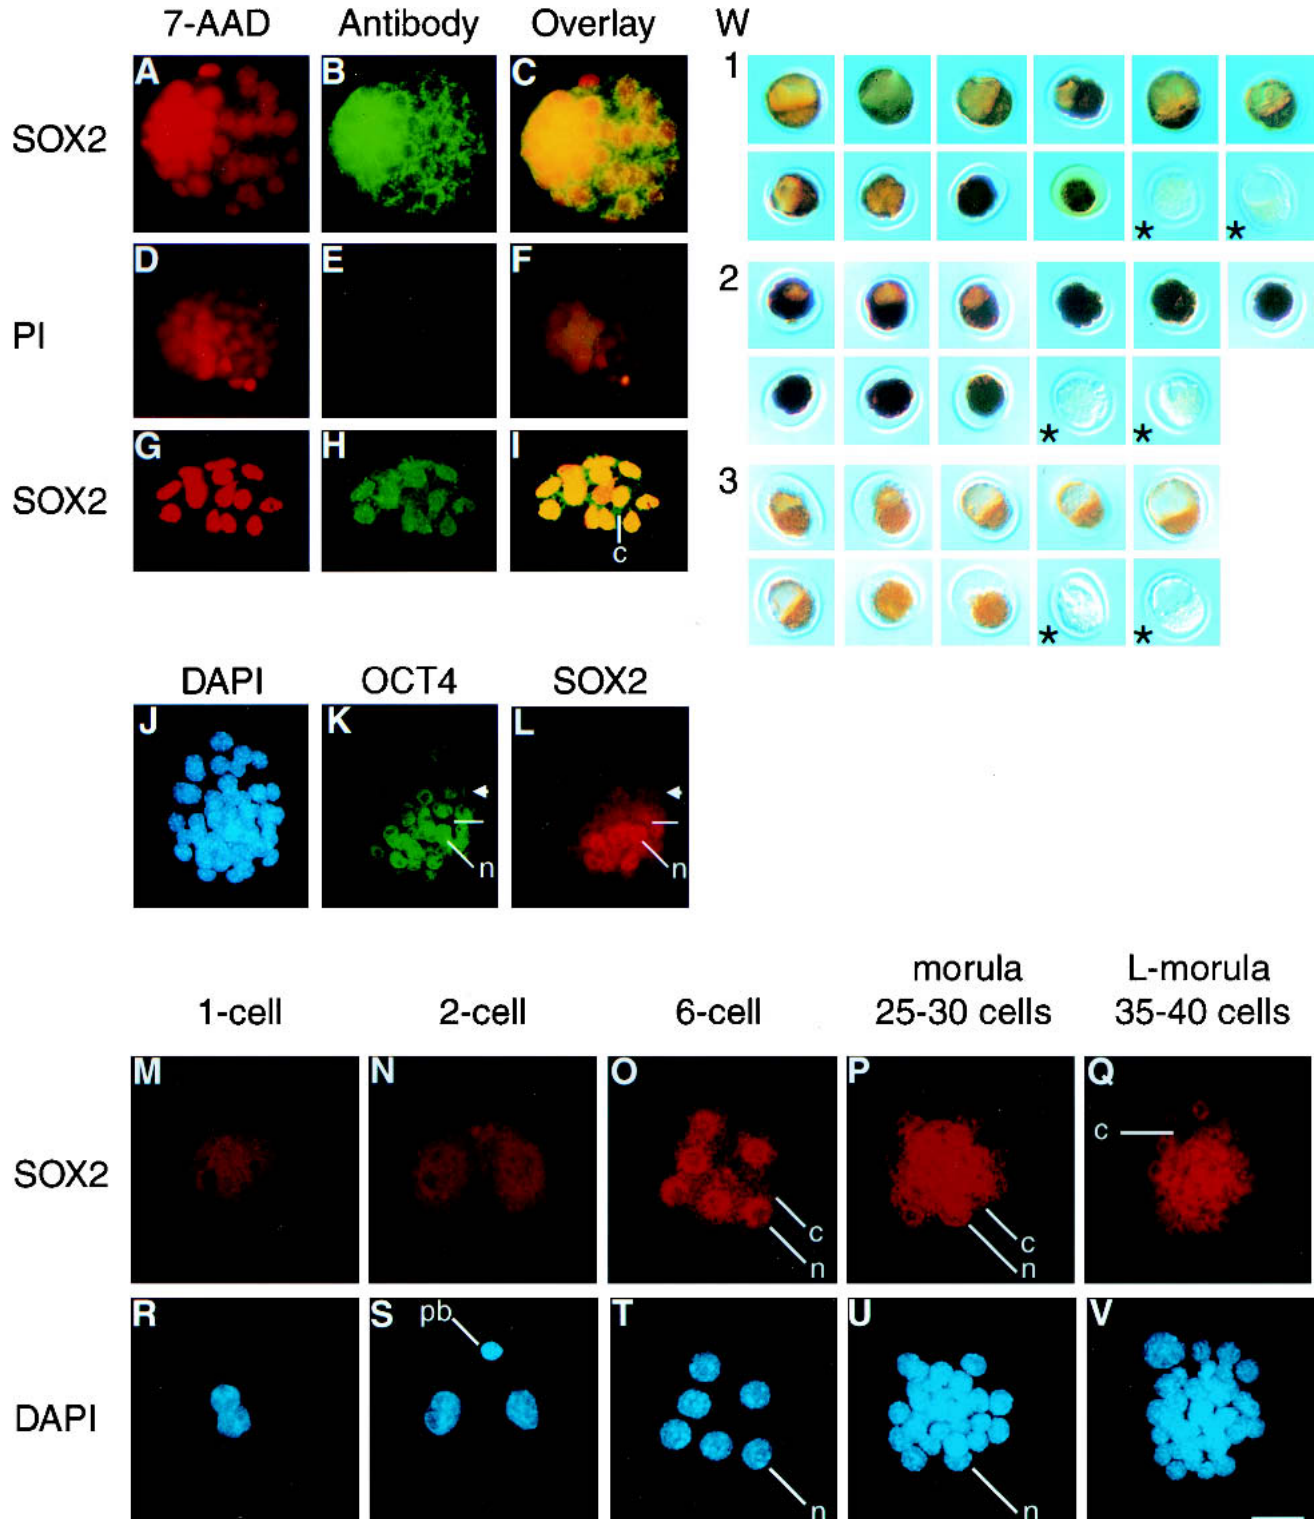 7-AAD Antibody Overlay W
1
SOX2 A B C
* *
2
PI D E F
* *
SOX2 G H I 3
c
* *
DAPI OCT4 SOX2
J K L
n n
morula L-morula
1-cell 2-cell 6-cell 25-30 cells 35-40 cells
SOX2 M N O P Q
c
c c
n n
DAPI R S T U V
pb
n n